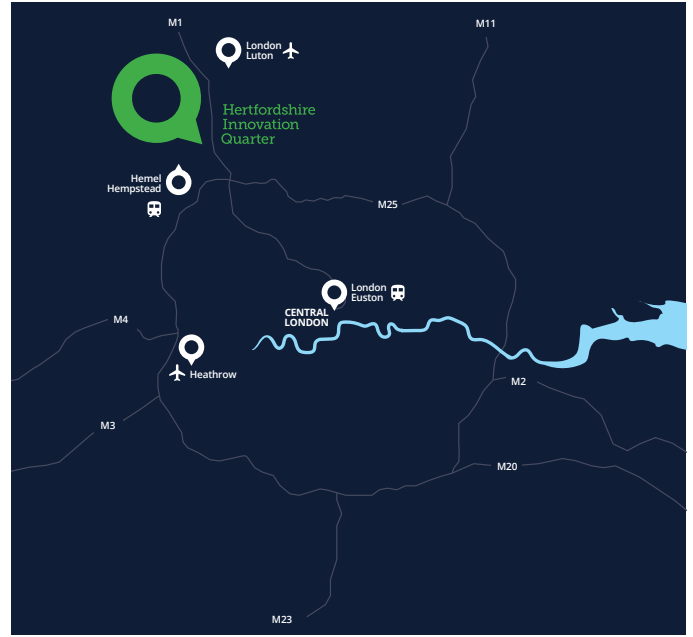 M1
M11
London
Luton
Hertfordshire
Innovation
Quarter
Hemel
Hempstead
M25
London
Euston
CENTRAL
LONDON
M4
Heathrow
M2
M3
M20
M23